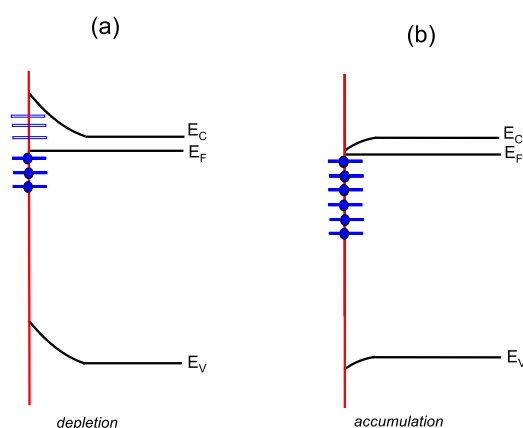 (a)
(b)
E_C
E_F
E_V
depletion
E_C
E_F
E_V
accumulation